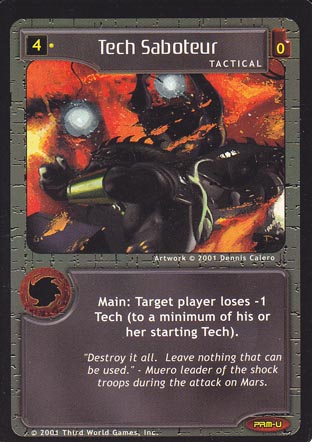 4
Tech Saboteur
0
TACTICAL
Artwork © 2001 Dennis Calero
Main: Target player loses -1
Tech (to a minimum of his or
her starting Tech).
"Destroy it all. Leave nothing that can
be used." - Muero leader of the shock
troops during the attack on Mars.
PRM-U
© 2001 Third World Games, Inc.